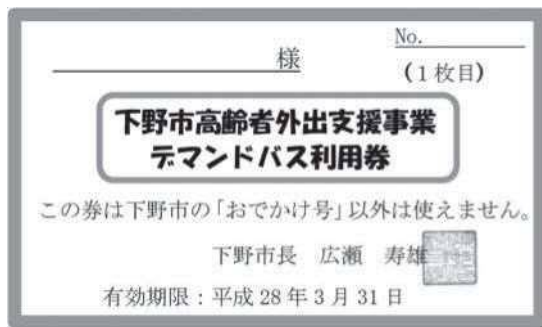 No.
様
(1枚目)
下野市高齢者外出支援事業
デマンドバス利用券
この券は下野市の「おでかけ号」以外は使えません。
下野市長 広瀬 寿雄
有効期限：平成28年3月31日